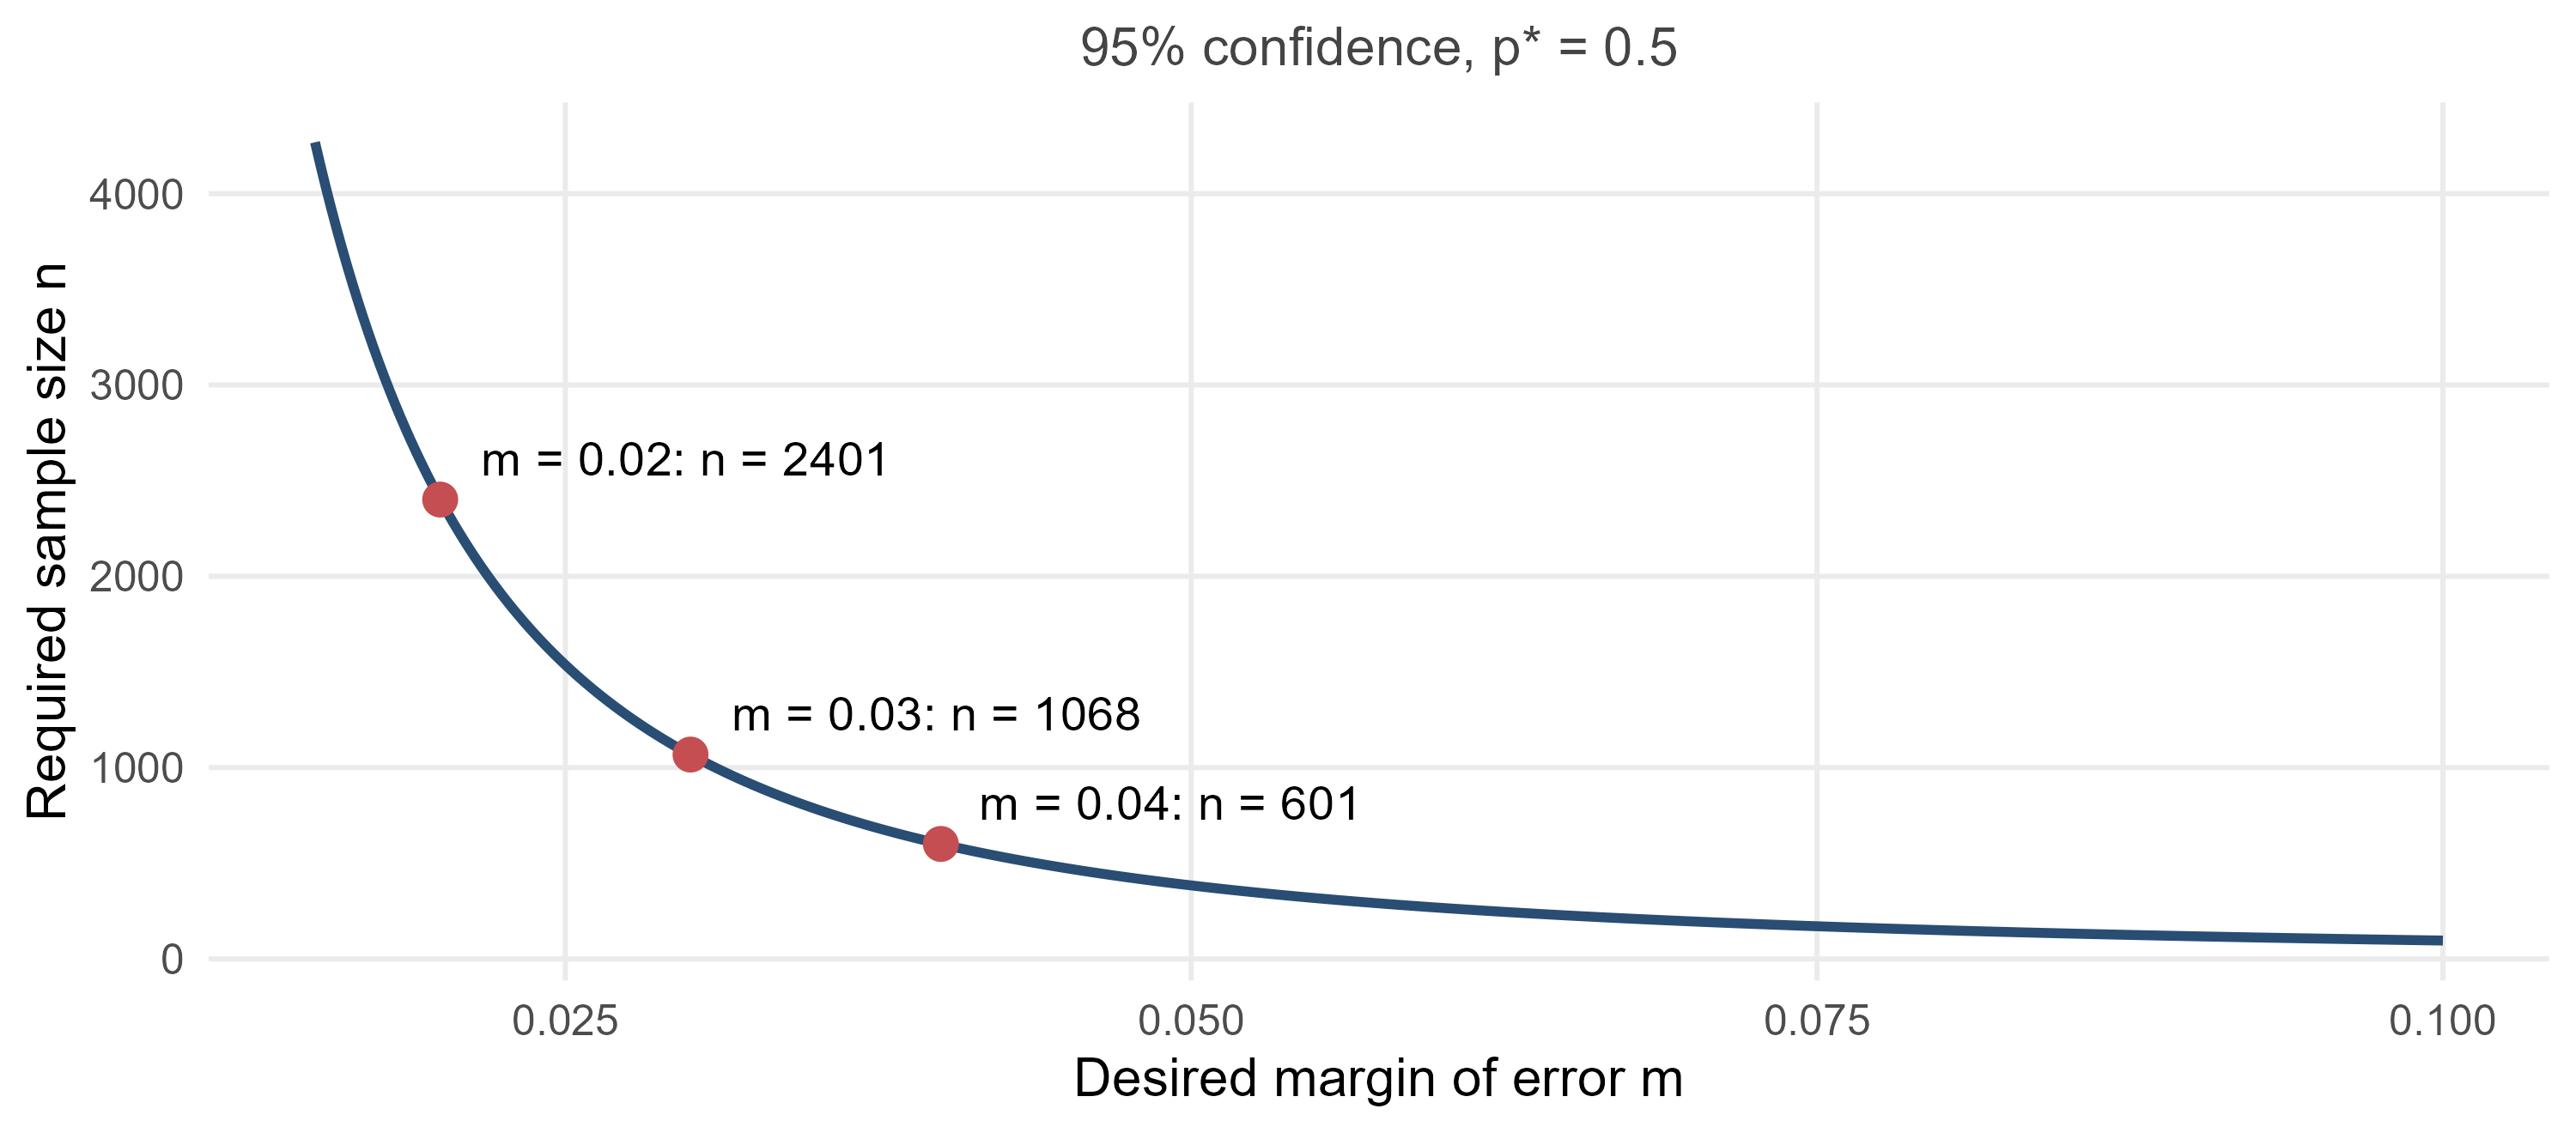 95% confidence, p* = 0.5
Required sample size n
4000
3000
2000
1000
0
m = 0.02: n = 2401
m = 0.03: n = 1068
m = 0.04: n = 601
0.025
0.050
0.075
0.100
Desired margin of error m